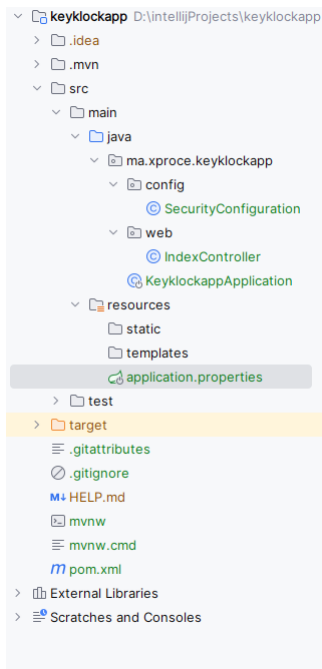 keyklockapp D:\intellijProjects\keyklockapp
.idea
.mvn
src
main
java
ma.xproce.keyklockapp
config
SecurityConfiguration
web
IndexController
KeyklockappApplication
resources
static
templates
application.properties
test
target
.gitattributes
.gitignore
M↓ HELP.md
mvnw
mvnw.cmd
m pom.xml
External Libraries
Scratches and Consoles